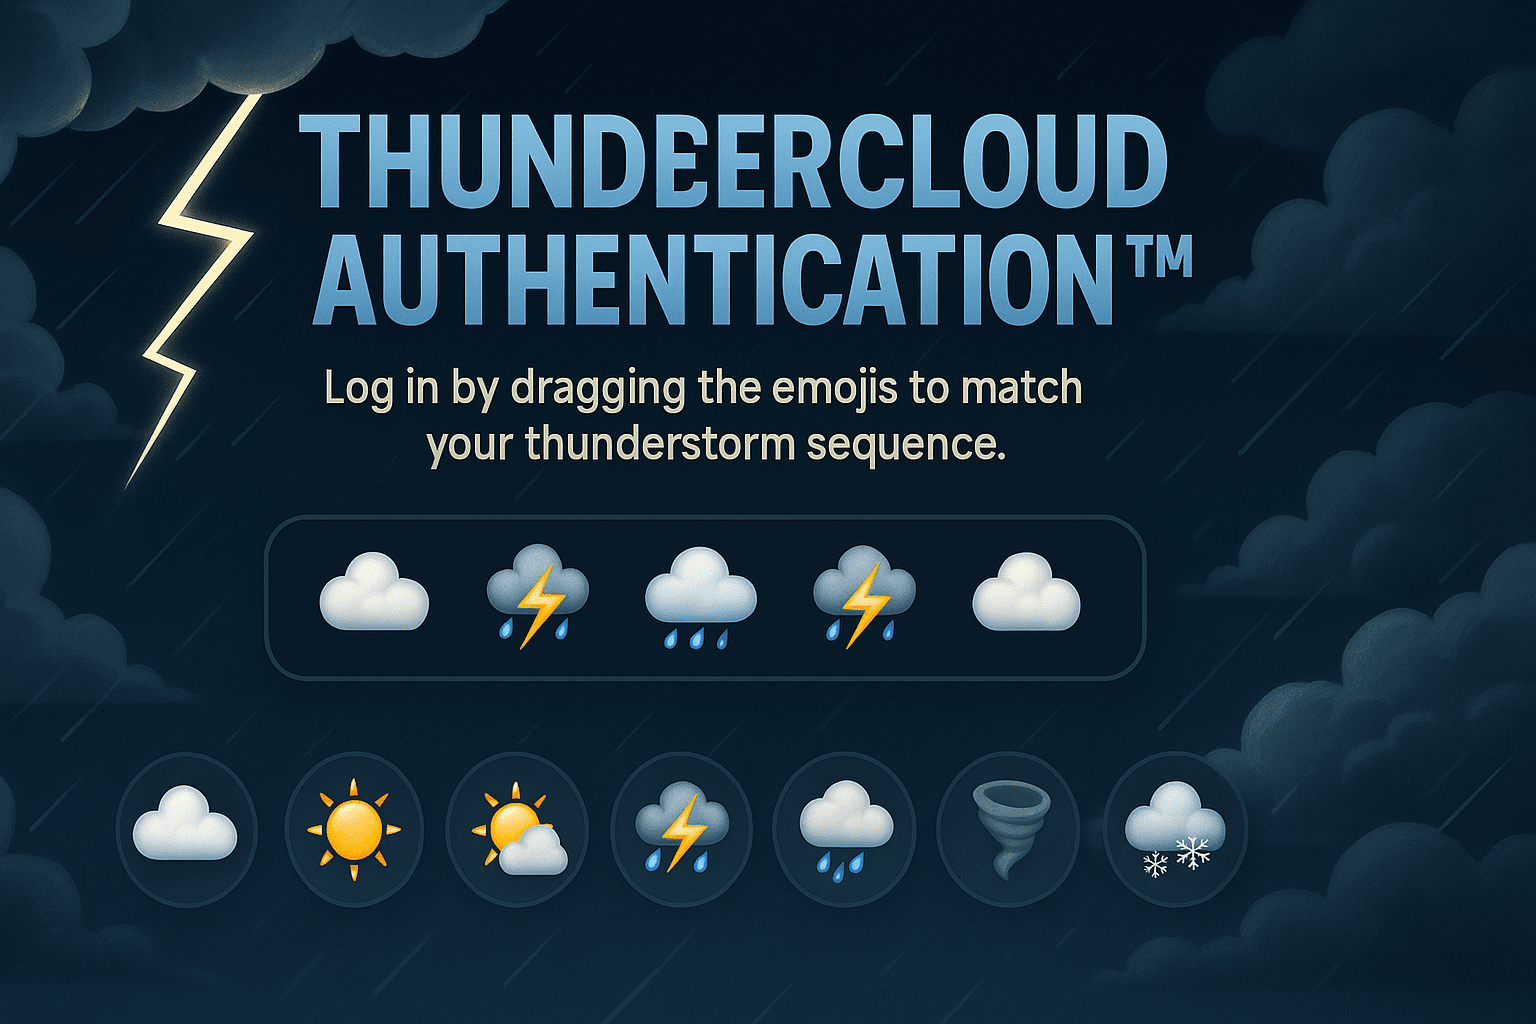 THUNDEERCLOUD
AUTHENTICATION™
Log in by dragging the emojis to match
your thunderstorm sequence.